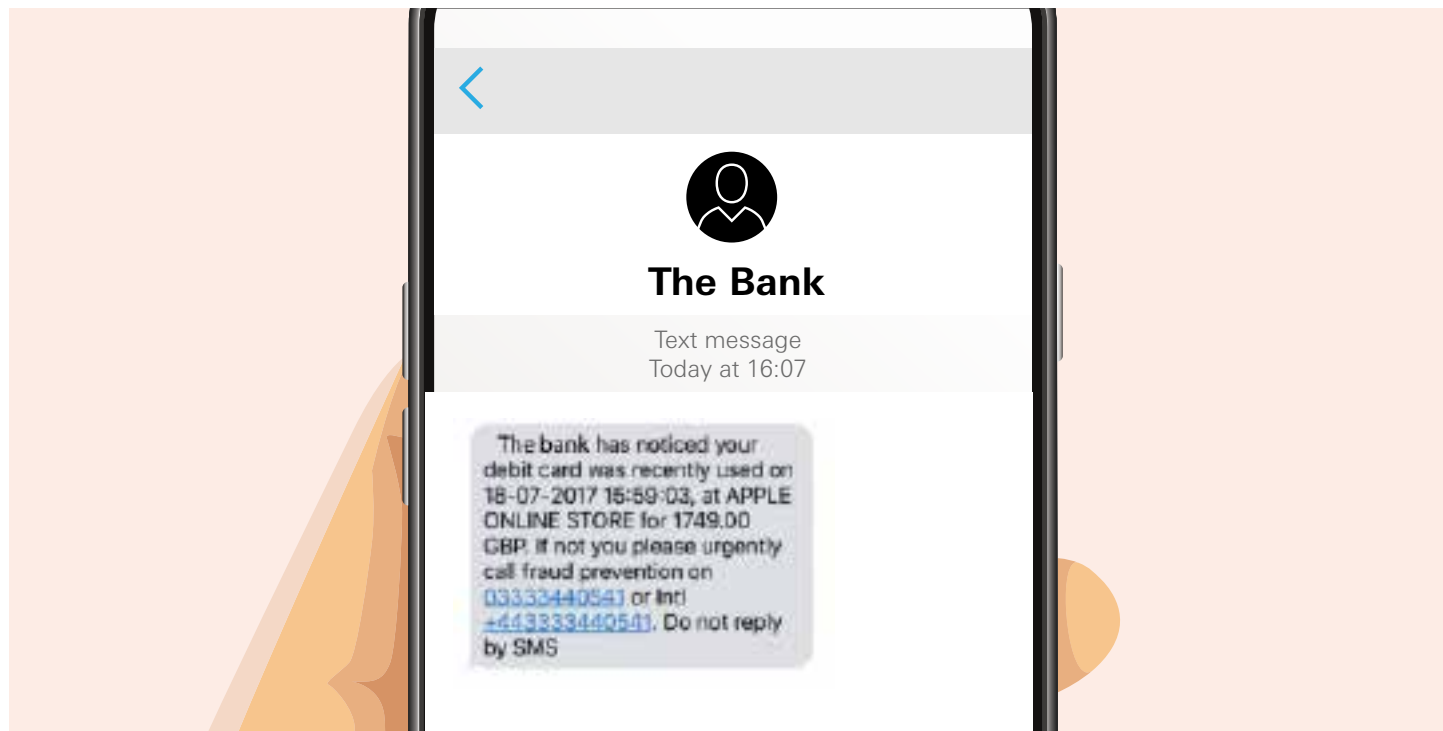 The Bank
Text message
Today at 16:07
The bank has noticed your
debit card was recently used on
18-07-2017 15:59:03, at APPLE
ONLINE STORE for 1749.00
GBP. If not you please urgently
call fraud prevention on
03333440541 or Intl
+443333440541. Do not reply
by SMS